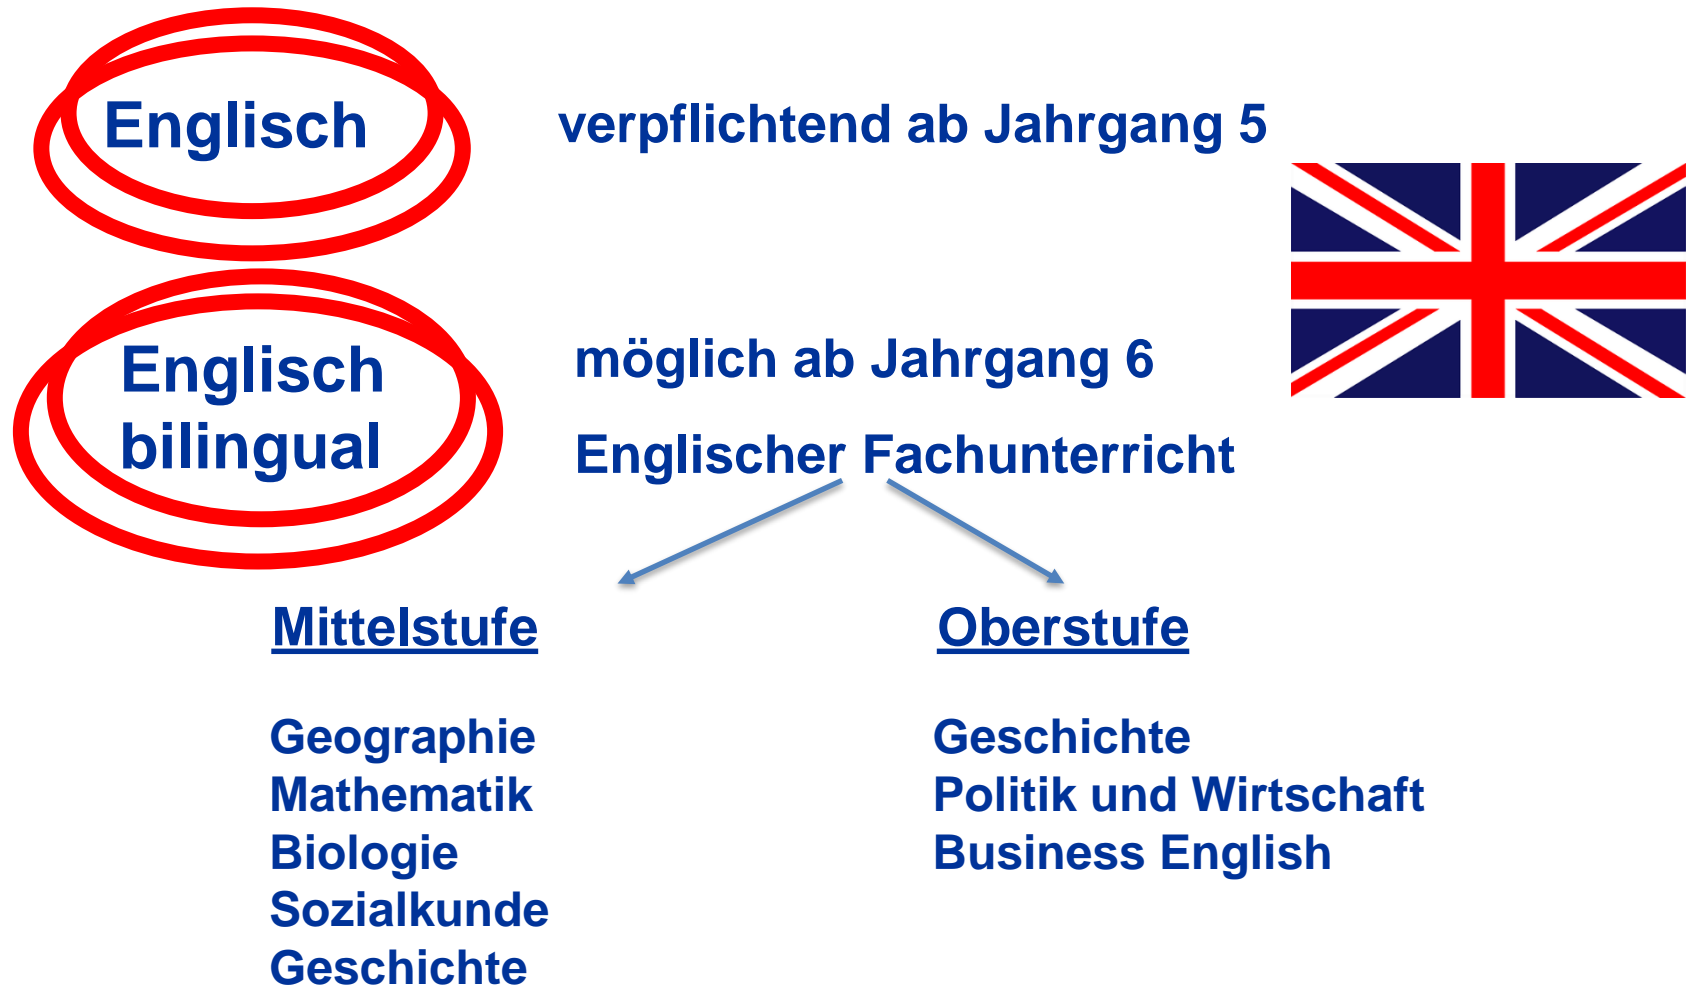 Englisch
verpflichtend ab Jahrgang 5
Englisch
bilingual
möglich ab Jahrgang 6
Englischer Fachunterricht
Mittelstufe
Geographie
Mathematik
Biologie
Sozialkunde
Geschichte
Oberstufe
Geschichte
Politik und Wirtschaft
Business English